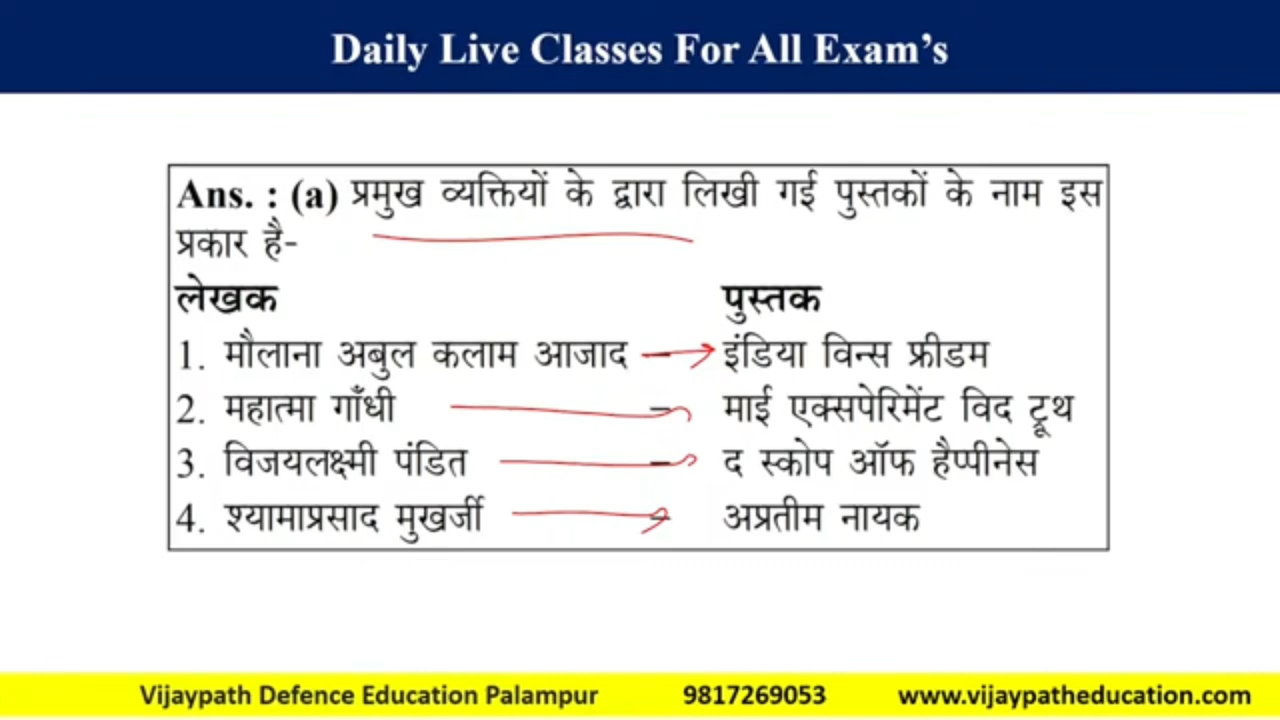 Daily Live Classes For All Exam’s
Ans. : (a) प्रमुख व्यक्तियों के द्वारा लिखी गई पुस्तकों के नाम इस
प्रकार है-
लेखक पुस्तक
1. मौलाना अबुल कलाम आजाद – इंडिया विन्स फ्रीडम
2. महात्मा गाँधी – माई एक्सपेरिमेंट विद ट्रूथ
3. विजयलक्ष्मी पंडित – द स्कोप ऑफ हैप्पीनेस
4. श्यामाप्रसाद मुखर्जी – अप्रतीम नायक
Vijaypath Defence Education Palampur 9817269053 www.vijaypatheducation.com